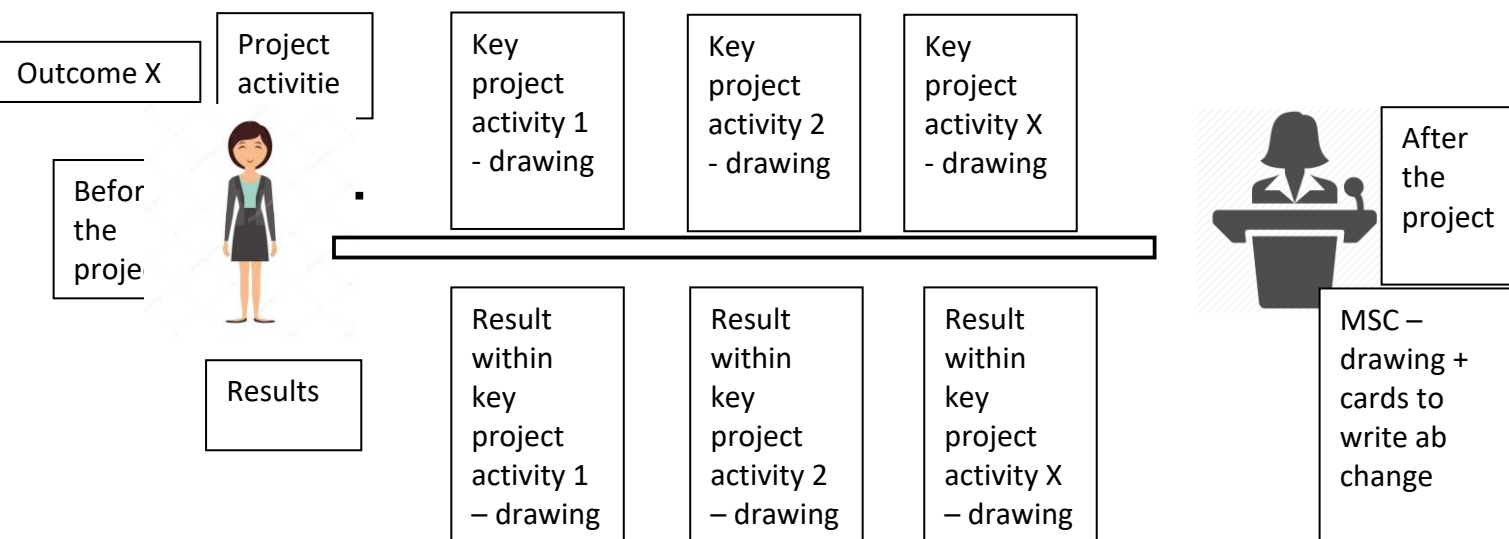 Outcome X
Project
activitie
Key
project
activity 1
- drawing
Key
project
activity 2
- drawing
Key
project
activity X
- drawing
Befor
the
proje
After
the
project
Results
Result
within
key
project
activity 1
– drawing
Result
within
key
project
activity 2
– drawing
Result
within
key
project
activity X
– drawing
MSC –
drawing +
cards to
write ab
change